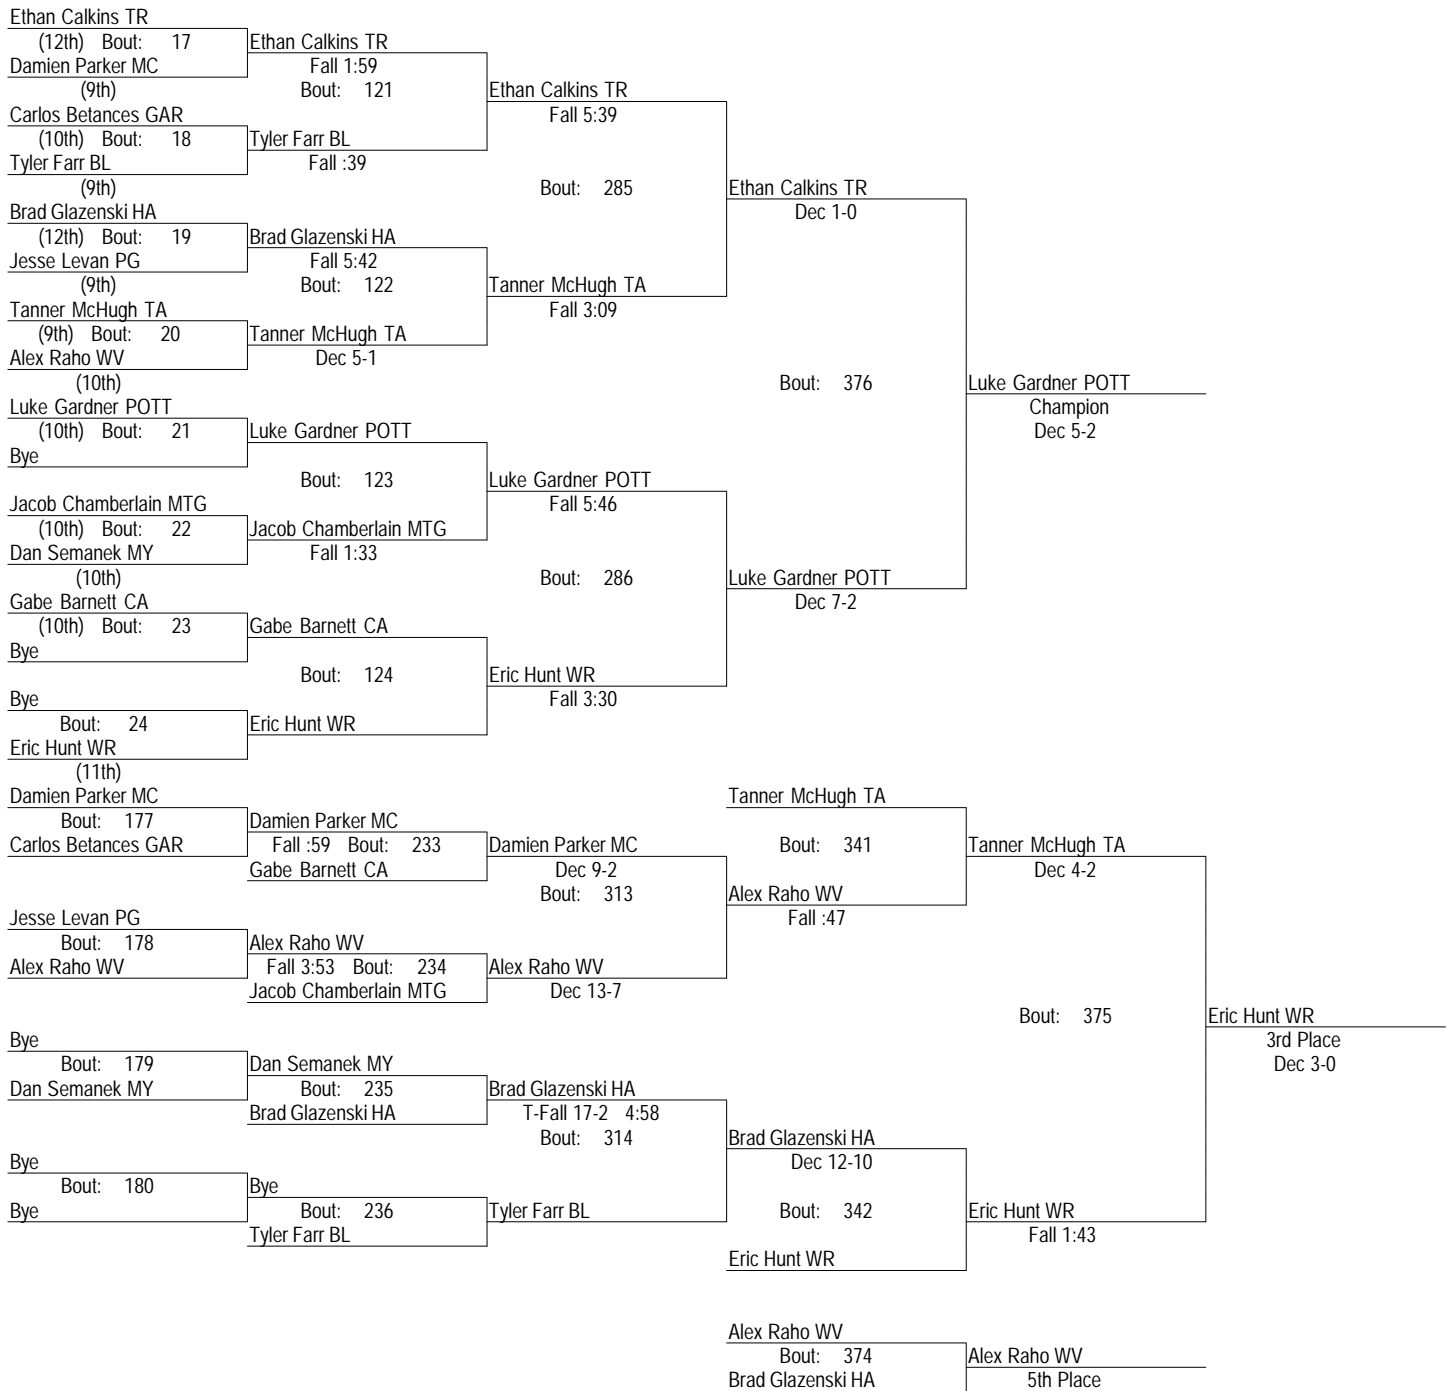 Ethan Calkins TR
(12th) Bout: 17 Ethan Calkins TR
Damien Parker MC Fall 1:59
(9th) Bout: 121 Ethan Calkins TR
Carlos Betances GAR Fall 5:39
(10th) Bout: 18 Tyler Farr BL
Tyler Farr BL Fall :39
(9th) Bout: 285 Ethan Calkins TR
Brad Glazenski HA Dec 1-0
(12th) Bout: 19 Brad Glazenski HA
Jesse Levan PG Fall 5:42
(9th) Bout: 122 Tanner McHugh TA
Tanner McHugh TA Fall 3:09
(9th) Bout: 20 Tanner McHugh TA
Alex Raho WV Dec 5-1
(10th) Bout: 376 Luke Gardner POTT
Luke Gardner POTT Champion
(10th) Bout: 21 Luke Gardner POTT Dec 5-2
Bye
Bout: 123 Luke Gardner POTT
Jacob Chamberlain MTG Fall 5:46
(10th) Bout: 22 Jacob Chamberlain MTG
Dan Semanek MY Fall 1:33
(10th) Bout: 286 Luke Gardner POTT
Gabe Barnett CA Dec 7-2
(10th) Bout: 23 Gabe Barnett CA
Bye
Bout: 124 Eric Hunt WR
Bye Fall 3:30
Bout: 24 Eric Hunt WR
Eric Hunt WR
(11th)
Damien Parker MC Tanner McHugh TA
Bout: 177 Damien Parker MC
Carlos Betances GAR Fall :59 Bout: 233 Damien Parker MC Bout: 341 Tanner McHugh TA
Gabe Barnett CA Dec 9-2 Dec 4-2
Bout: 313 Alex Raho WV
Jesse Levan PG Fall :47
Bout: 178 Alex Raho WV
Alex Raho WV Fall 3:53 Bout: 234 Alex Raho WV
Jacob Chamberlain MTG Dec 13-7
Bout: 375 Eric Hunt WR
Bye 3rd Place
Bout: 179 Dan Semanek MY Dec 3-0
Dan Semanek MY Bout: 235 Brad Glazenski HA
Brad Glazenski HA T-Fall 17-2 4:58
Bout: 314 Brad Glazenski HA
Bye Dec 12-10
Bout: 180 Bye
Bye Bout: 236 Tyler Farr BL Bout: 342 Eric Hunt WR
Tyler Farr BL Fall 1:43
Eric Hunt WR
Alex Raho WV
Bout: 374 Alex Raho WV
Brad Glazenski HA 5th Place